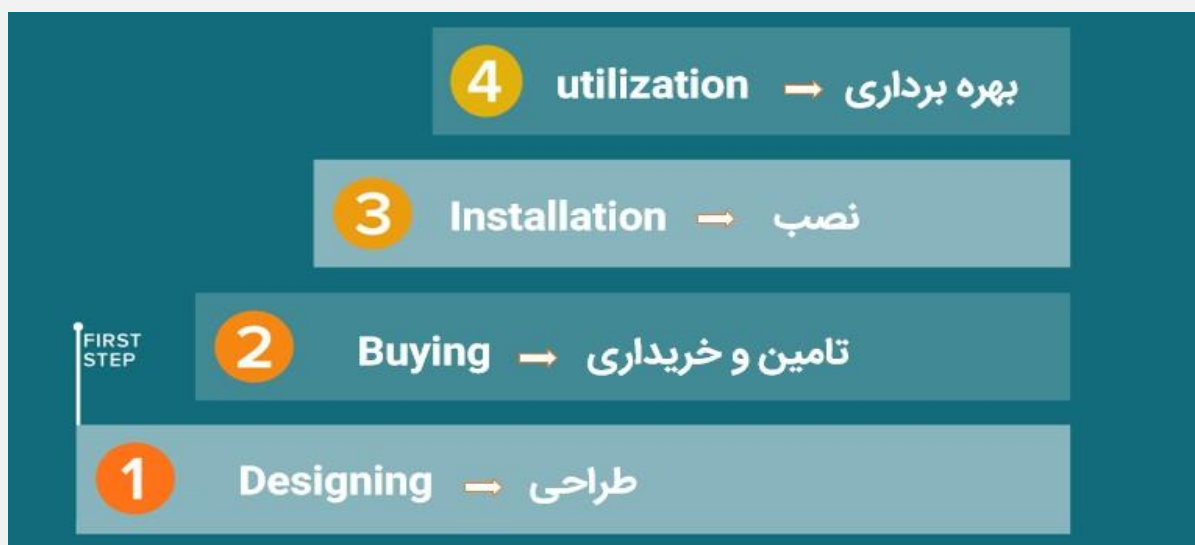 4 utilization → بهره برداری
3 Installation → نصب
FIRST
STEP
2 Buying → تامین و خریداری
1 Designing → طراحی